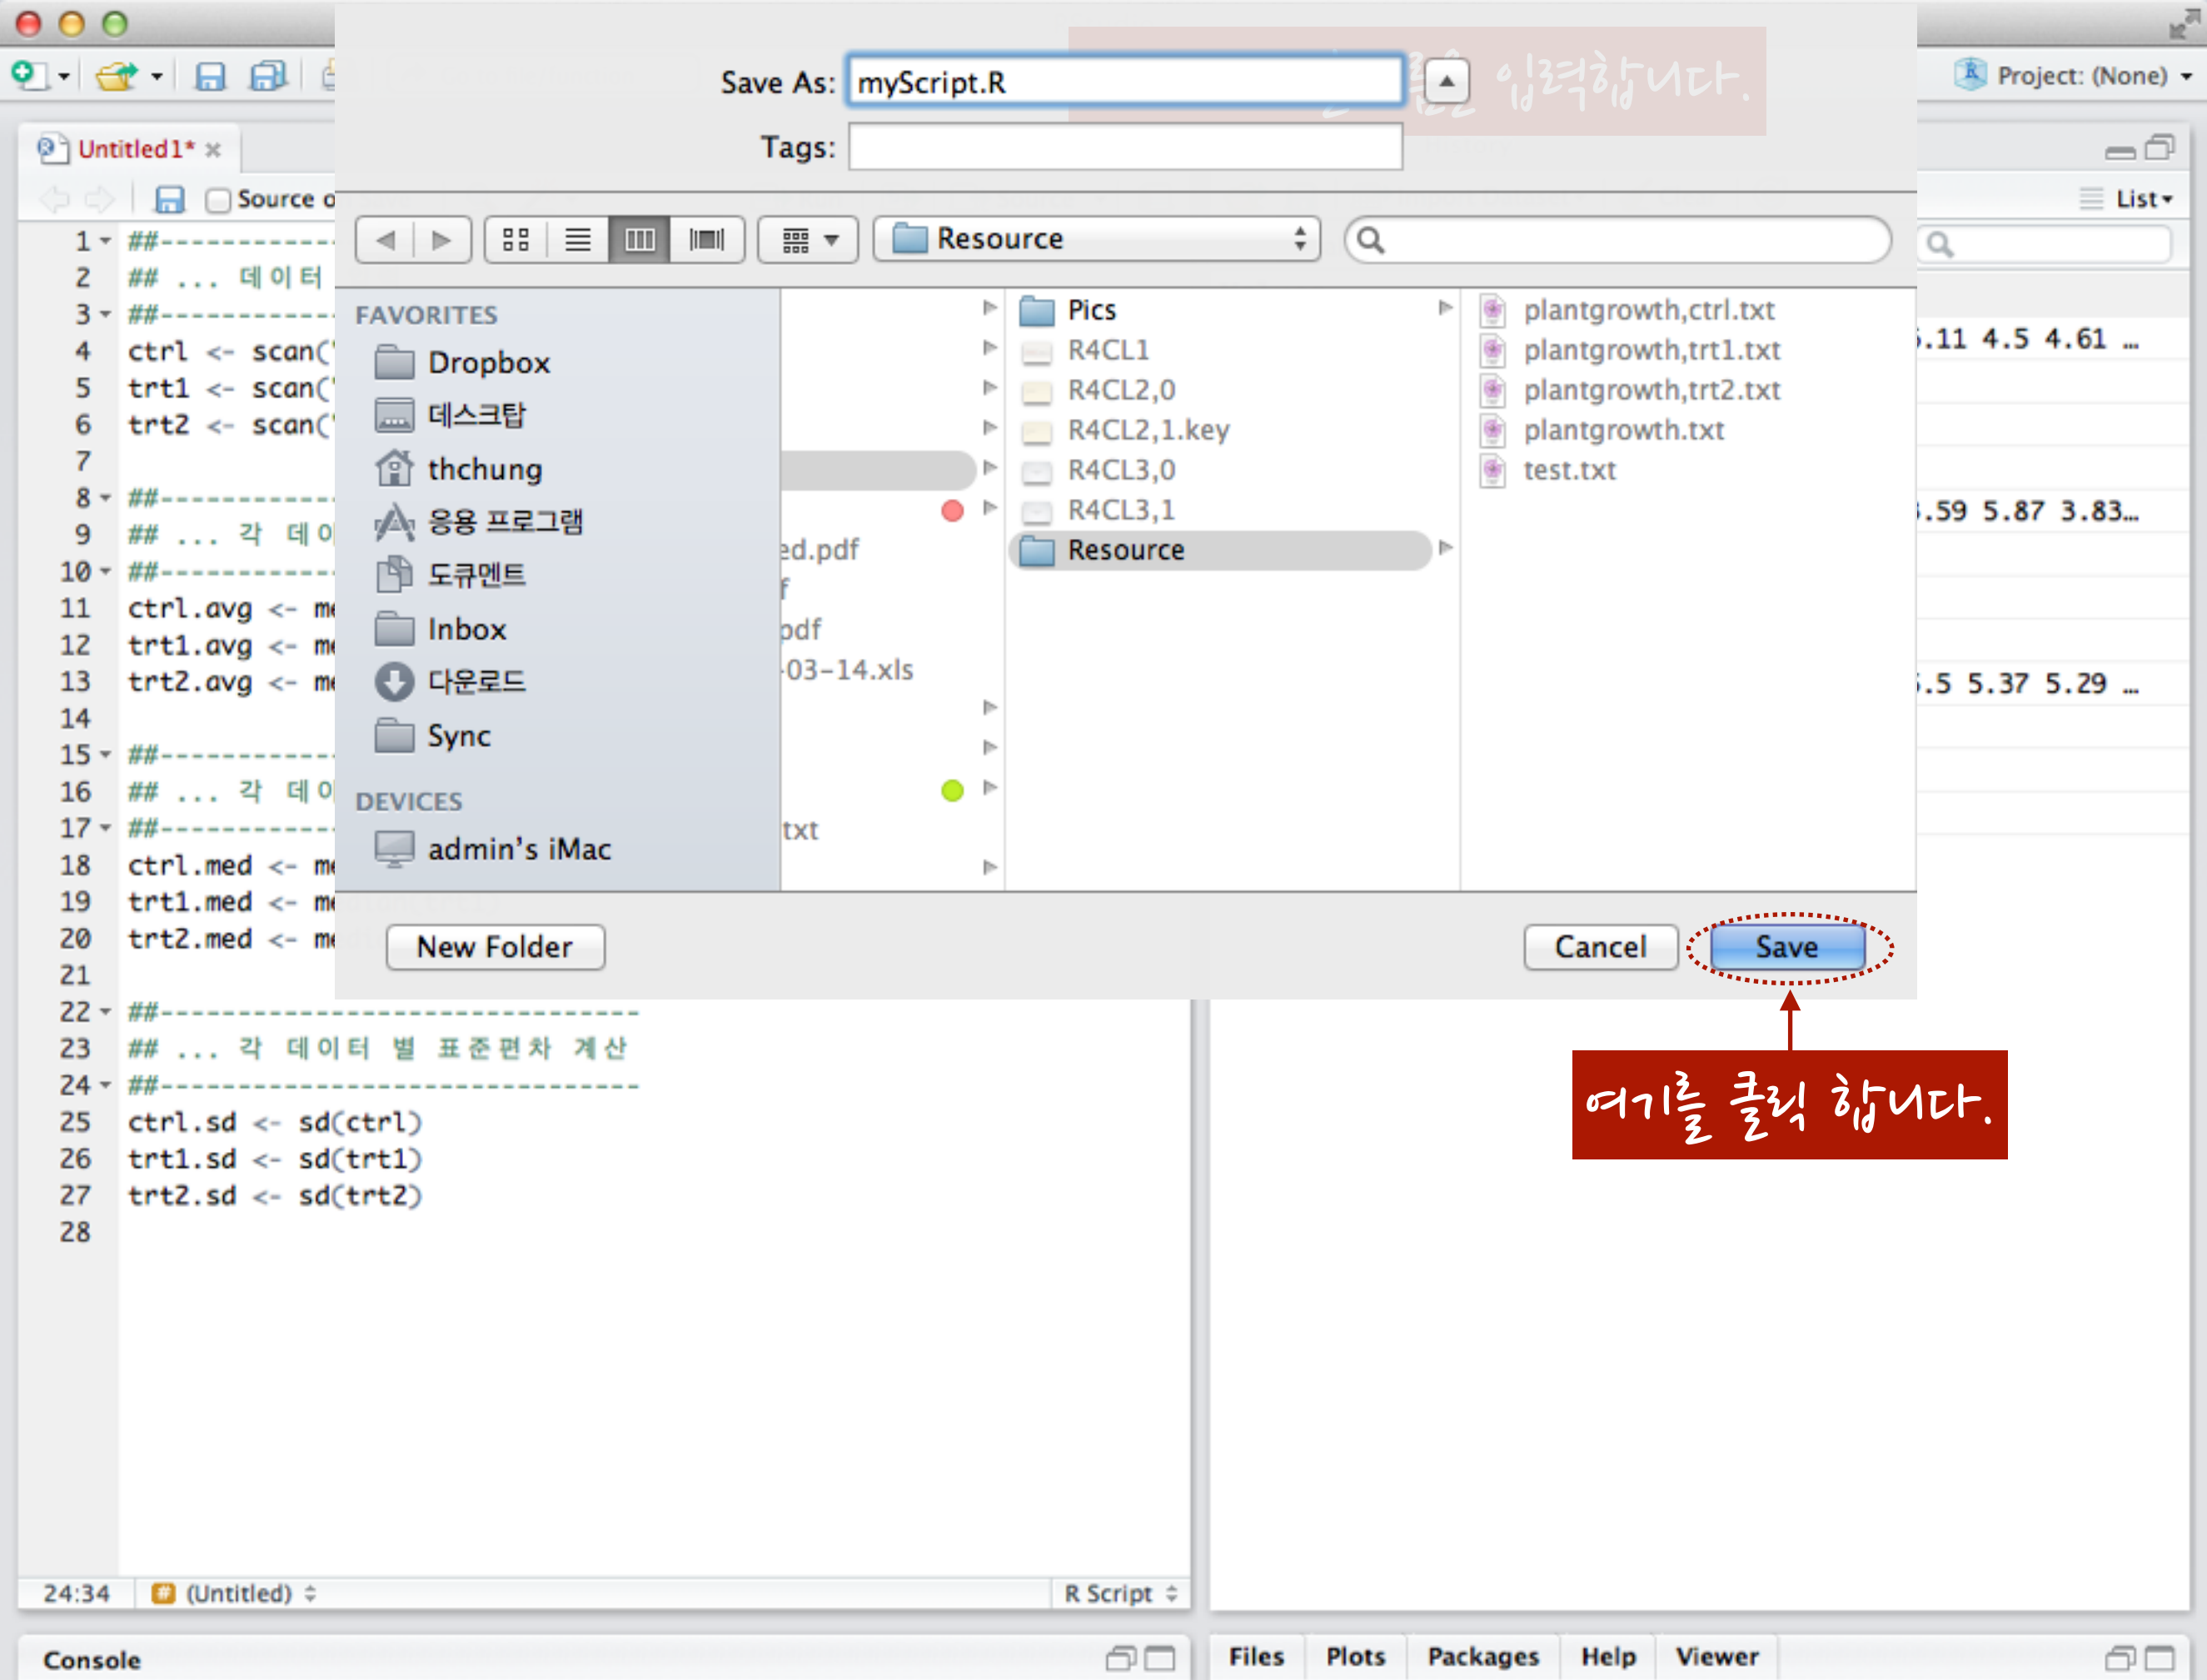 Save As: myScript.R
입력합니다.
Project: (None)
Tags:
Untitled1*
Source
List
Resource
FAVORITES
Dropbox
데스크탑
thchung
응용 프로그램
도큐멘트
Inbox
다운로드
Sync
DEVICES
admin's iMac
ed.pdf
f
pdf
-03-14.xls
txt
Pics
R4CL1
R4CL2,0
R4CL2,1.key
R4CL3,0
R4CL3,1
Resource
plantgrowth,ctrl.txt
plantgrowth,trt1.txt
plantgrowth,trt2.txt
plantgrowth.txt
test.txt
New Folder
Cancel
Save
여기를 클릭 합니다.
1 ##------------
2 ## ... 데이터
3 ##------------
4 ctrl <- scan("
5 trt1 <- scan("
6 trt2 <- scan("
7
8 ##------------
9 ## ... 각
10 ##------------
11 ctrl.avg <- me
12 trt1.avg <- me
13 trt2.avg <- me
14
15 ##------------
16 ## ... 각
17 ##------------
18 ctrl.med <- me
19 trt1.med <- me
20 trt2.med <- me
21
22 ##-------------------------------
23 ## ... 각 데이터 별 표준편차 계산
24 ##-------------------------------
25 ctrl.sd <- sd(ctrl)
26 trt1.sd <- sd(trt1)
27 trt2.sd <- sd(trt2)
28
.11 4.5 4.61 …
.59 5.87 3.83…
.5 5.37 5.29 …
24:34 (Untitled) R Script
Console
Files Plots Packages Help Viewer